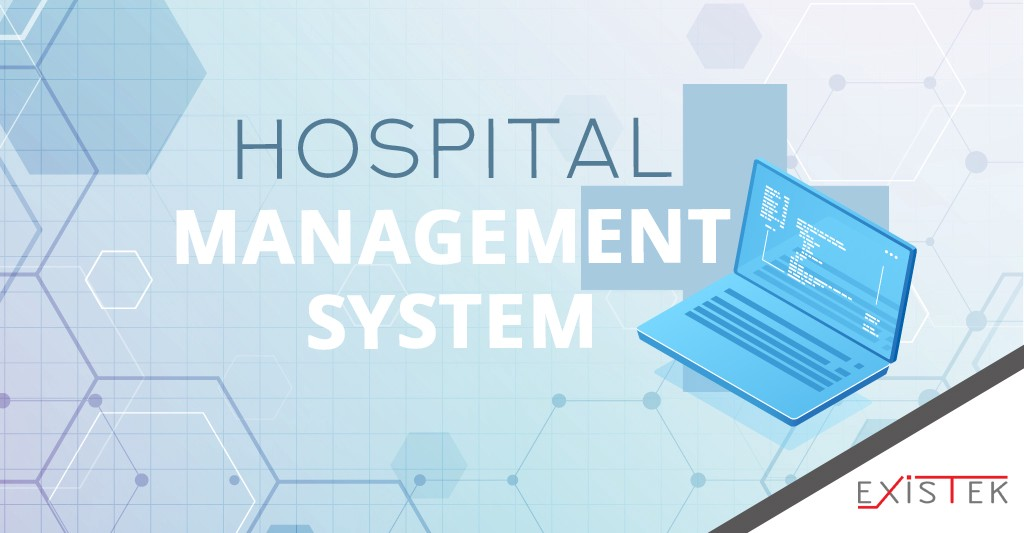 HOSPITAL
MANAGEMENT
SYSTEM
EXiSTEK